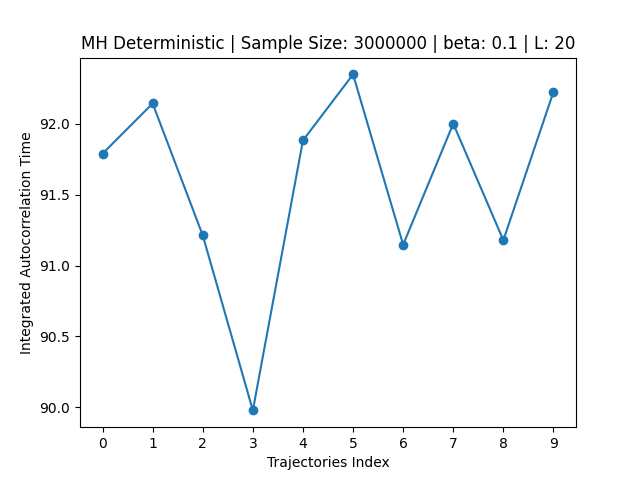 MH Deterministic | Sample Size: 3000000 | beta: 0.1 | L: 20
Integrated Autocorrelation Time
92.0
91.5
91.0
90.5
90.0
0 1 2 3 4 5 6 7 8 9
Trajectories Index